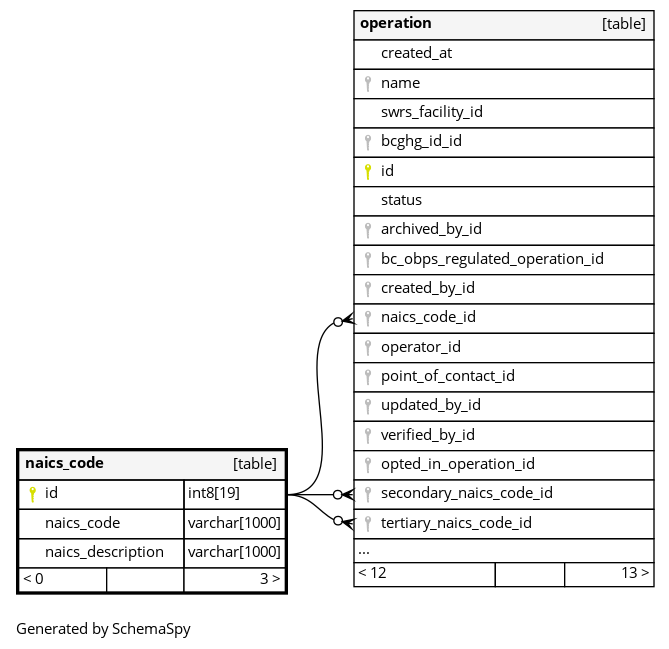 operation [table]
created_at
name
swrs_facility_id
bcghg_id_id
id
status
archived_by_id
bc_obps_regulated_operation_id
created_by_id
naics_code_id
operator_id
point_of_contact_id
updated_by_id
verified_by_id
opted_in_operation_id
secondary_naics_code_id
tertiary_naics_code_id
...
< 12 13 >
naics_code [table]
id int8[19]
naics_code varchar[1000]
naics_description varchar[1000]
< 0 3 >
Generated by SchemaSpy